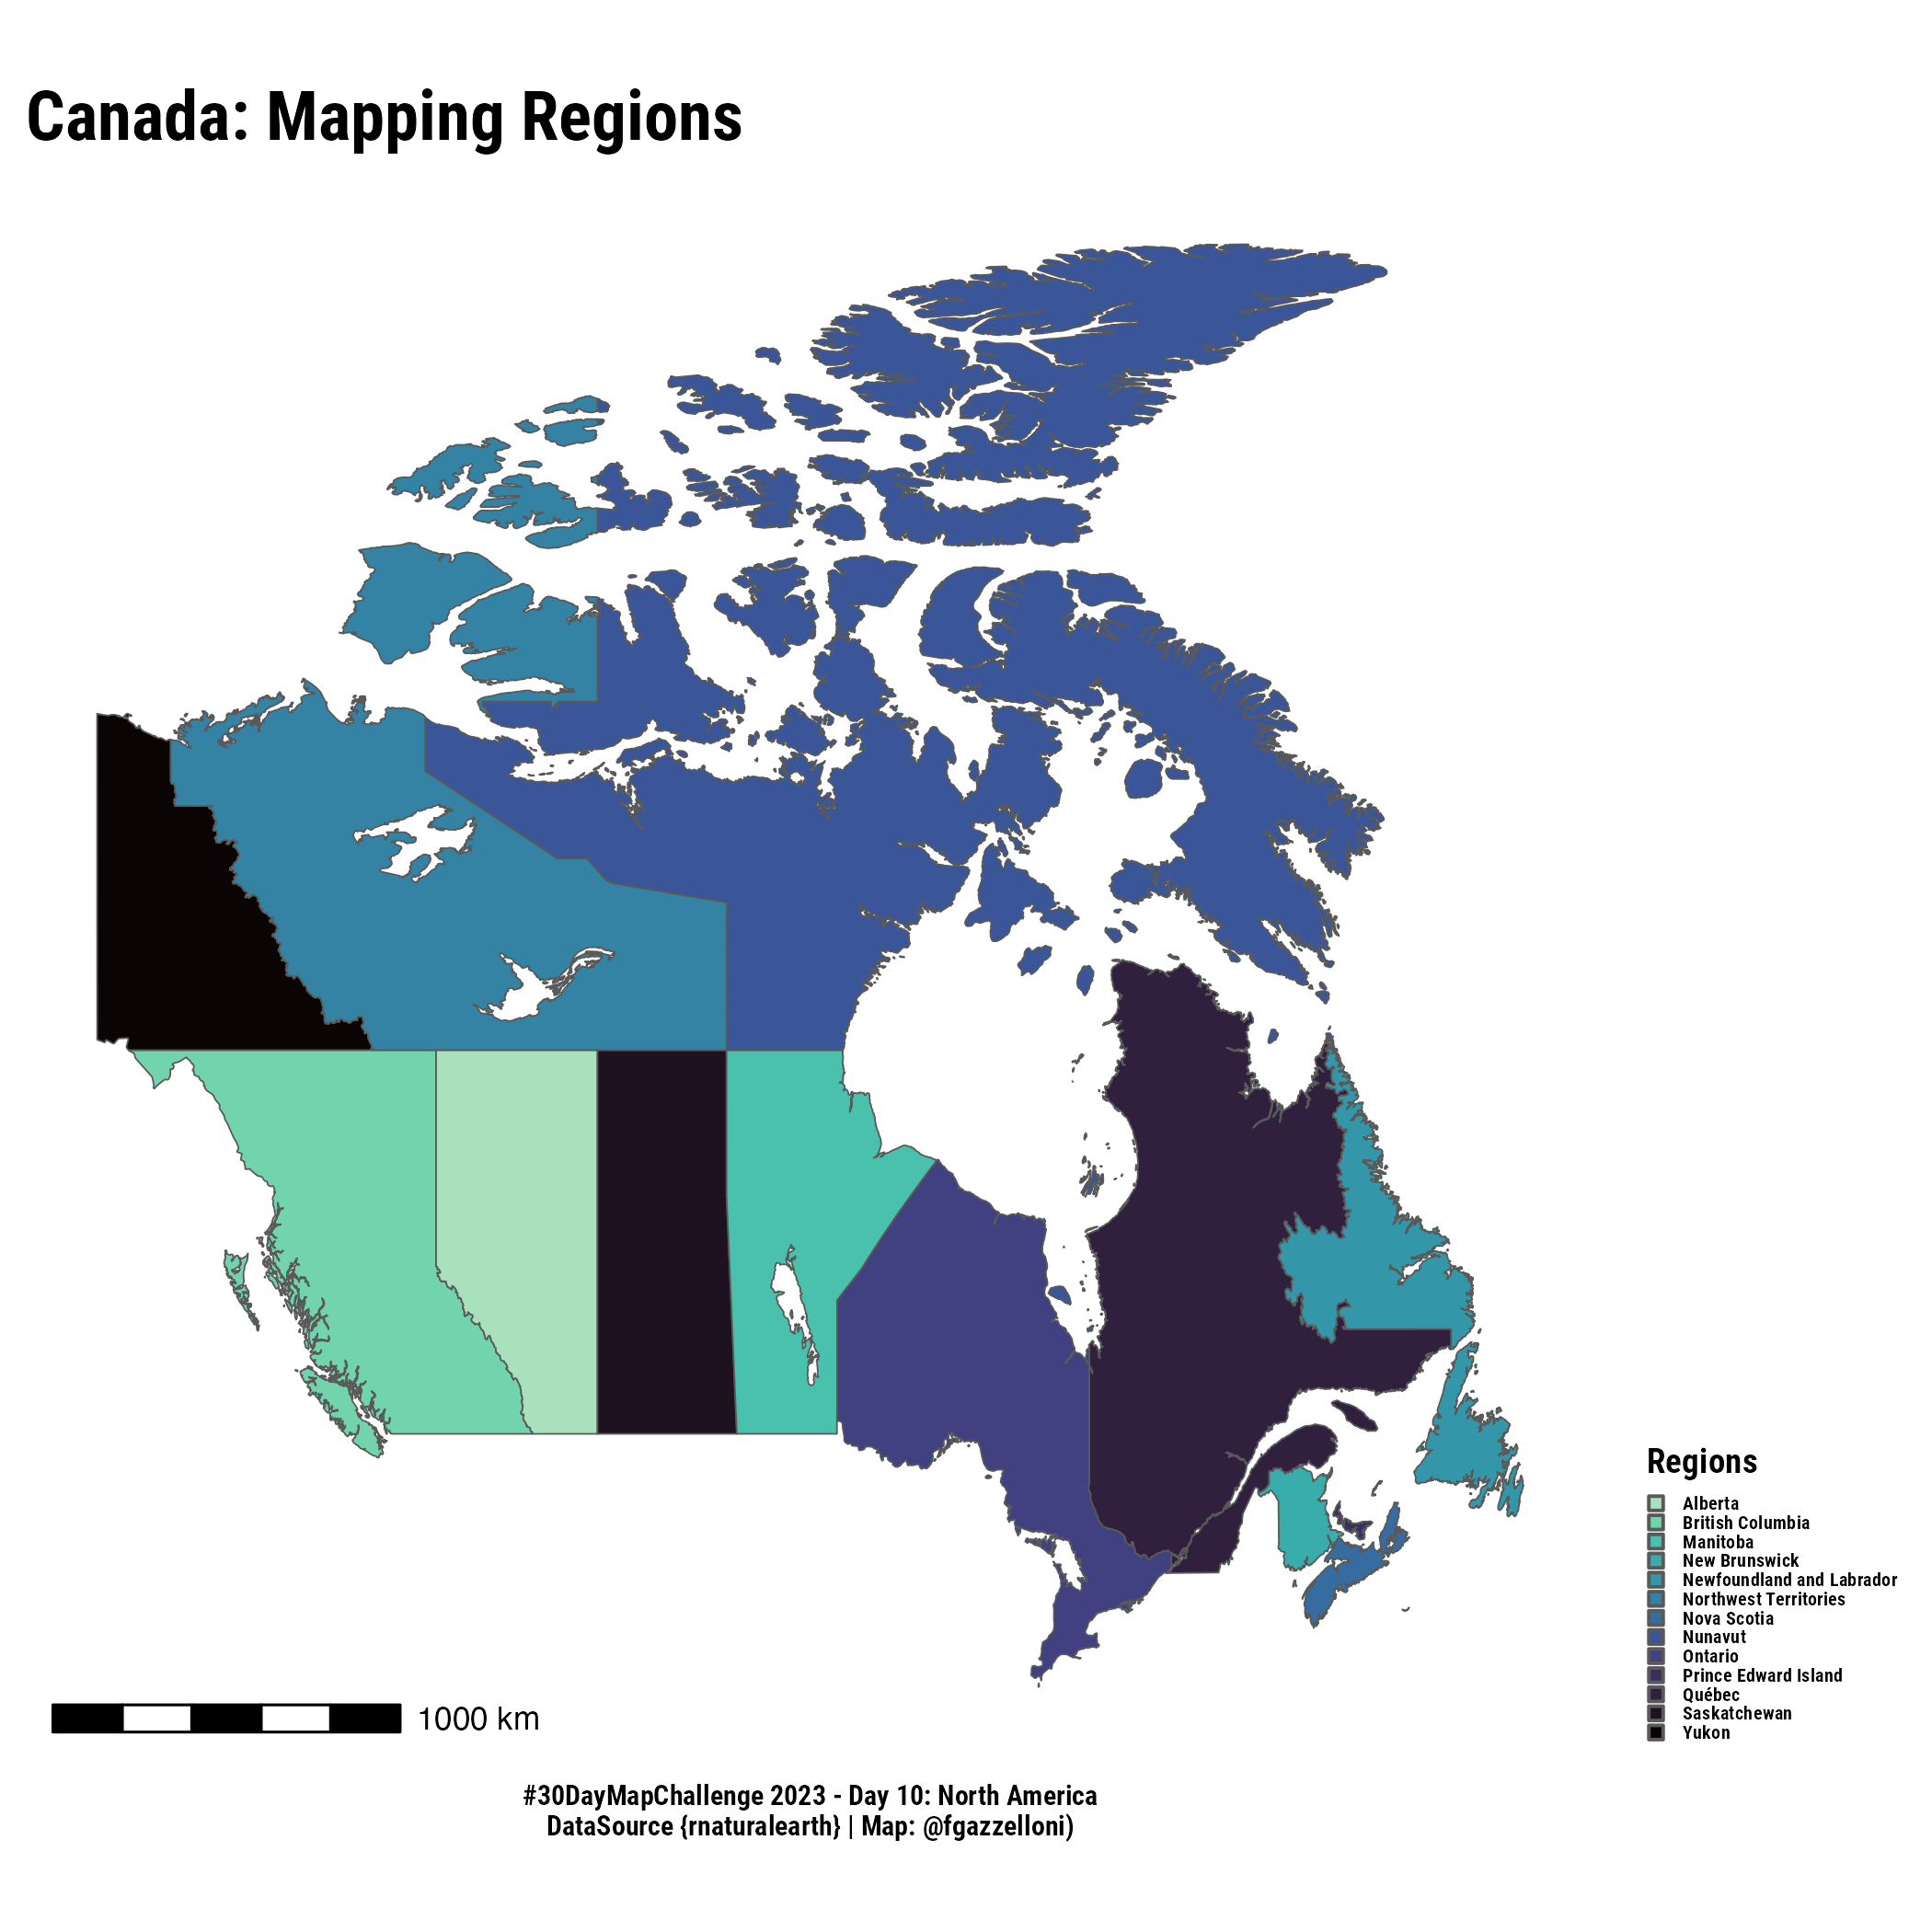 Canada: Mapping Regions
Regions
Alberta
British Columbia
Manitoba
New Brunswick
Newfoundland and Labrador
Northwest Territories
Nova Scotia
Nunavut
Ontario
Prince Edward Island
Québec
Saskatchewan
Yukon
1000 km
#30DayMapChallenge 2023 - Day 10: North America
DataSource {rnaturalearth} | Map: @fgazzelloni)